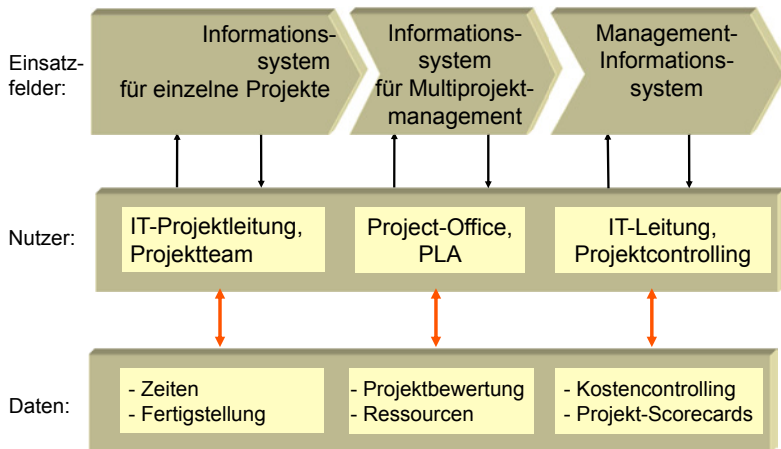 Einsatz-
felder:
Informations-
system
für einzelne Projekte
Informations-
system
für Multiprojekt-
management
Management-
Informations-
system
Nutzer:
IT-Projektleitung,
Projektteam
Project-Office,
PLA
IT-Leitung,
Projektcontrolling
Daten:
- Zeiten
- Fertigstellung
- Projektbewertung
- Ressourcen
- Kostencontrolling
- Projekt-Scorecards